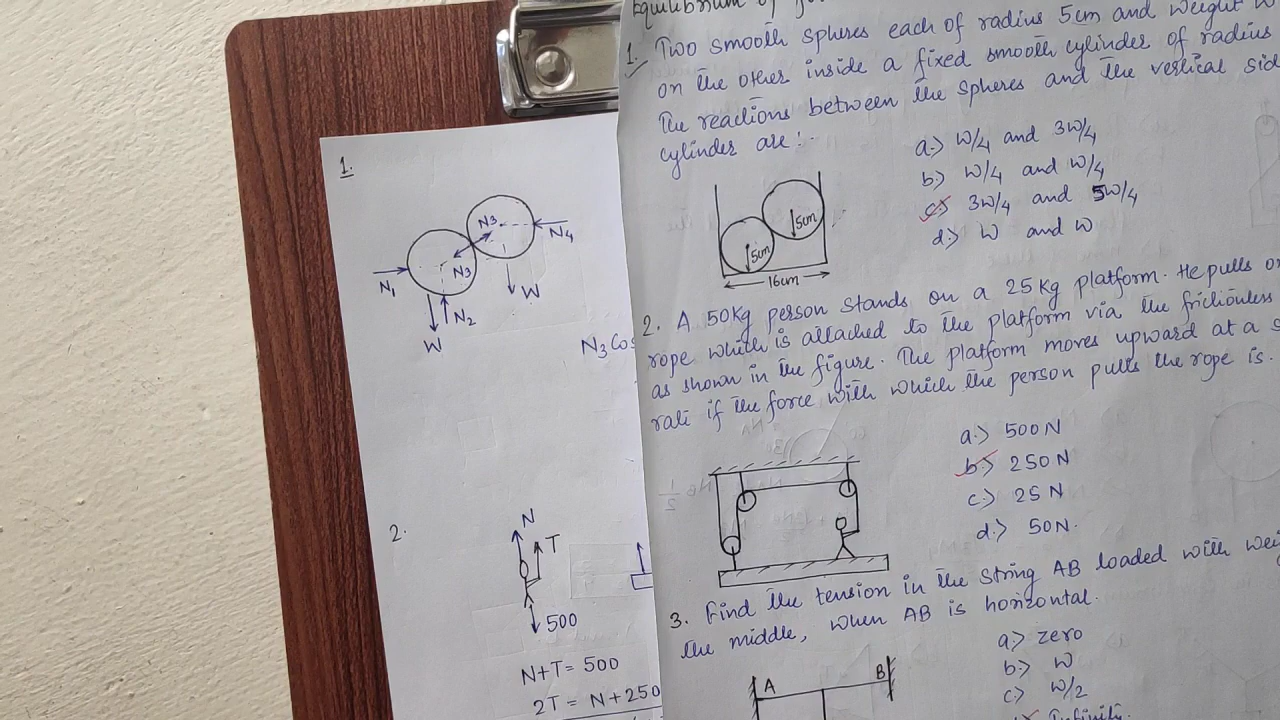 1.
N3
N4
N1
N3
W
N2
W
N3 Cos
2.
N
T
500
N+T= 500
2T = N+250
Equilibrium of
1. Two smooth spheres each of radius 5cm and weight W
on the other inside a fixed smooth cylinder of radius
The reactions between the spheres and the vertical sid
cylinder are :-
a.> W/4 and 3W/4
b.> W/4 and W/4
c.> 3W/4 and 5W/4
d.> W and W
5cm
5cm
16cm
2. A 50Kg person stands on a 25Kg platform. He pulls on
rope which is attached to the platform via the frictionless
as shown in the figure. The platform moves upward at a s
rate if the force with which the person pulls the rope is.
a.> 500N
b.> 250N
c.> 25N
d.> 50N.
3. Find the tension in the string AB loaded with wei
the middle, when AB is horizontal.
a.> zero
b.> W
c.> W/2
Infinity.
A
B